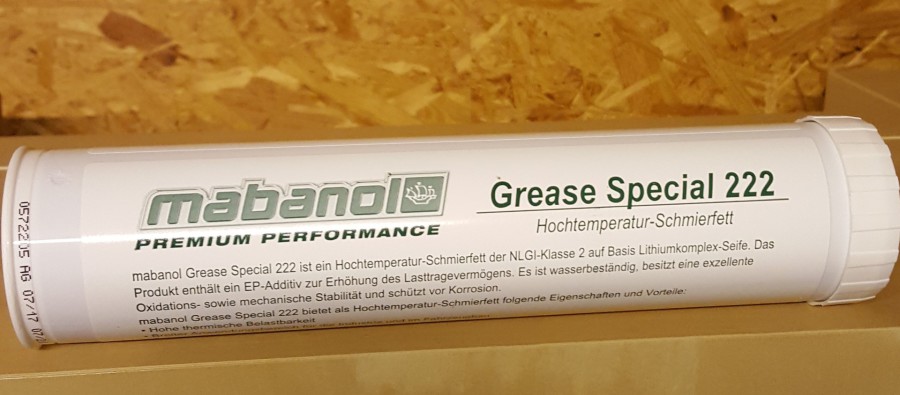 mabanol
PREMIUM PERFORMANCE
Grease Special 222
Hochtemperatur-Schmierfett
mabanol Grease Special 222 ist ein Hochtemperatur-Schmierfett der NLGI-Klasse 2 auf Basis Lithiumkomplex-Seife. Das
Produkt enthält ein EP-Additiv zur Erhöhung des Lasttragevermögens. Es ist wasserbeständig, besitzt eine exzellente
Oxidations- sowie mechanische Stabilität und schützt vor Korrosion.
mabanol Grease Special 222 bietet als Hochtemperatur-Schmierfett folgende Eigenschaften und Vorteile:
• Hohe thermische Belastbarkeit
0572205 AG 07/17